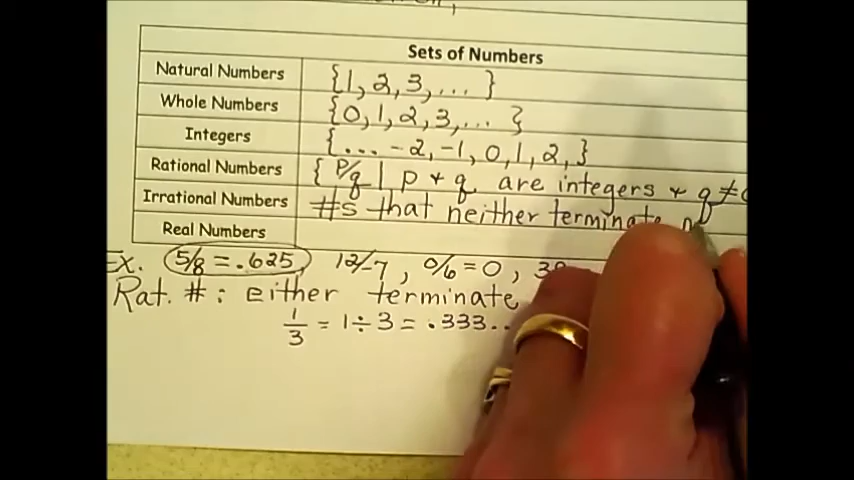 Sets of Numbers
Natural Numbers {1, 2, 3, ... }
Whole Numbers {0, 1, 2, 3, ... }
Integers {... -2, -1, 0, 1, 2, }
Rational Numbers { P/q | p + q are integers + q ≠
Irrational Numbers #s that neither terminate n
Real Numbers
Ex. 5/8 = .625, 12/-7, 0/6 = 0,
Rat. # : either terminate
1/3 = 1 ÷ 3 = .333...